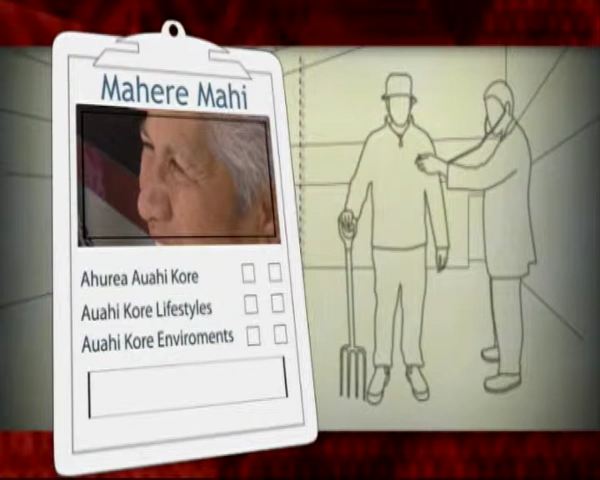 Mahere Mahi
Ahurea Auahi Kore
Auahi Kore Lifestyles
Auahi Kore Enviroments